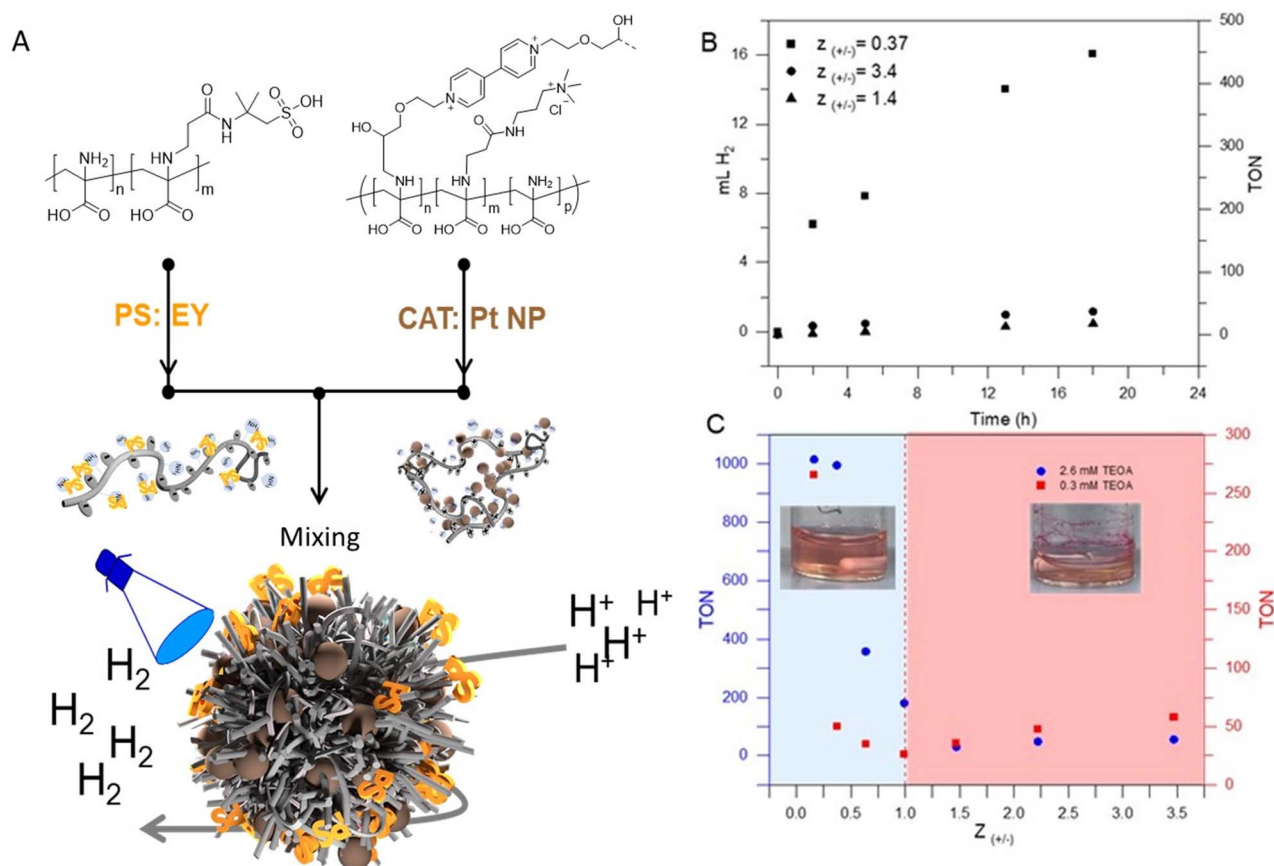 A
OH
O
N
H
S
OH
O
O
NH₂
HN
n
m
HO
O
HO
O
OH
N⁺
O
N⁺
O
HO
N⁺
Cl⁻
O
NH
NH
NH
NH₂
n
m
p
HO
O
HO
O
HO
O
PS: EY
CAT: Pt NP
Mixing
PS
H⁺ H⁺
H⁺ H⁺
H₂
H₂
H₂
H₂
B
Z (+/-)= 0.37
Z (+/-)= 3.4
Z (+/-)= 1.4
mL H₂
16
12
8
4
0
TON
500
400
300
200
100
0
0 4 8 12 16 20 24
Time (h)
C
2.6 mM TEOA
0.3 mM TEOA
TON
1000
800
600
400
200
0
TON
300
250
200
150
100
50
0
0.0 0.5 1.0 1.5 2.0 2.5 3.0 3.5
Z (+/-)